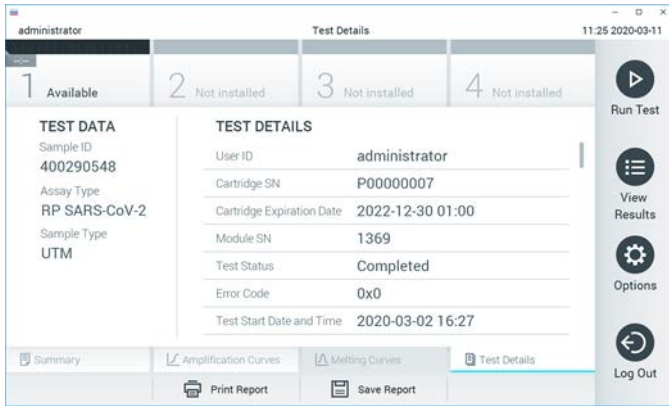 administrator Test Details 11:25 2020-03-11
1 Available
2 Not installed
3 Not installed
4 Not installed
TEST DATA
Sample ID
400290548
Assay Type
RP SARS-CoV-2
Sample Type
UTM
TEST DETAILS
User ID administrator
Cartridge SN P00000007
Cartridge Expiration Date 2022-12-30 01:00
Module SN 1369
Test Status Completed
Error Code 0x0
Test Start Date and Time 2020-03-02 16:27
Summary
Amplification Curves
Melting Curves
Test Details
Print Report
Save Report
Run Test
View
Results
Options
Log Out